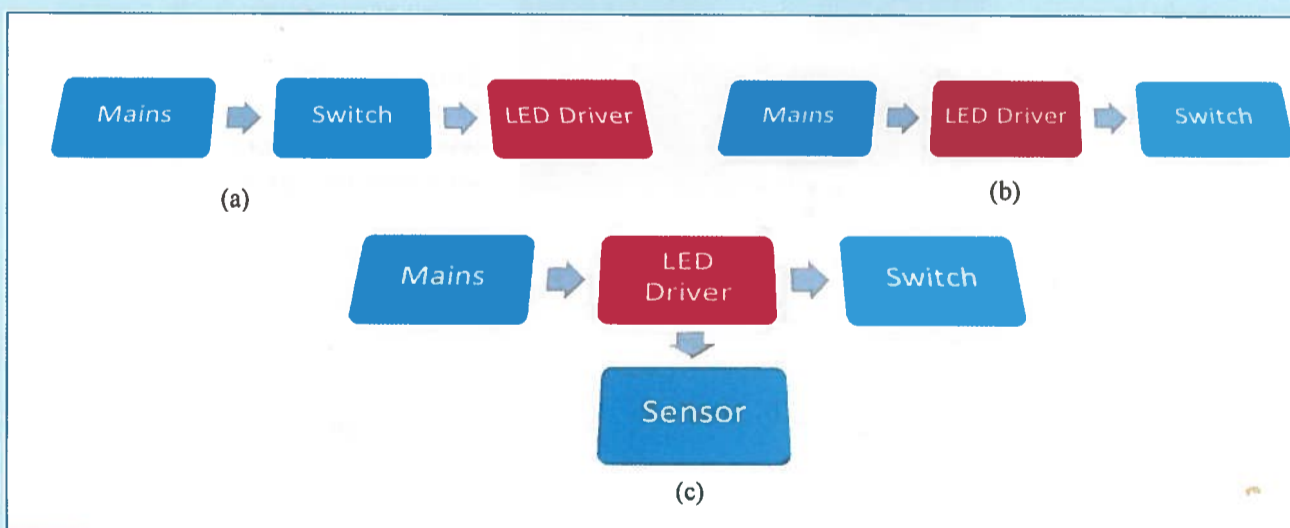 Mains
Switch
LED Driver
Mains
LED Driver
Switch
(a)
(b)
Mains
LED
Driver
Switch
Sensor
(c)